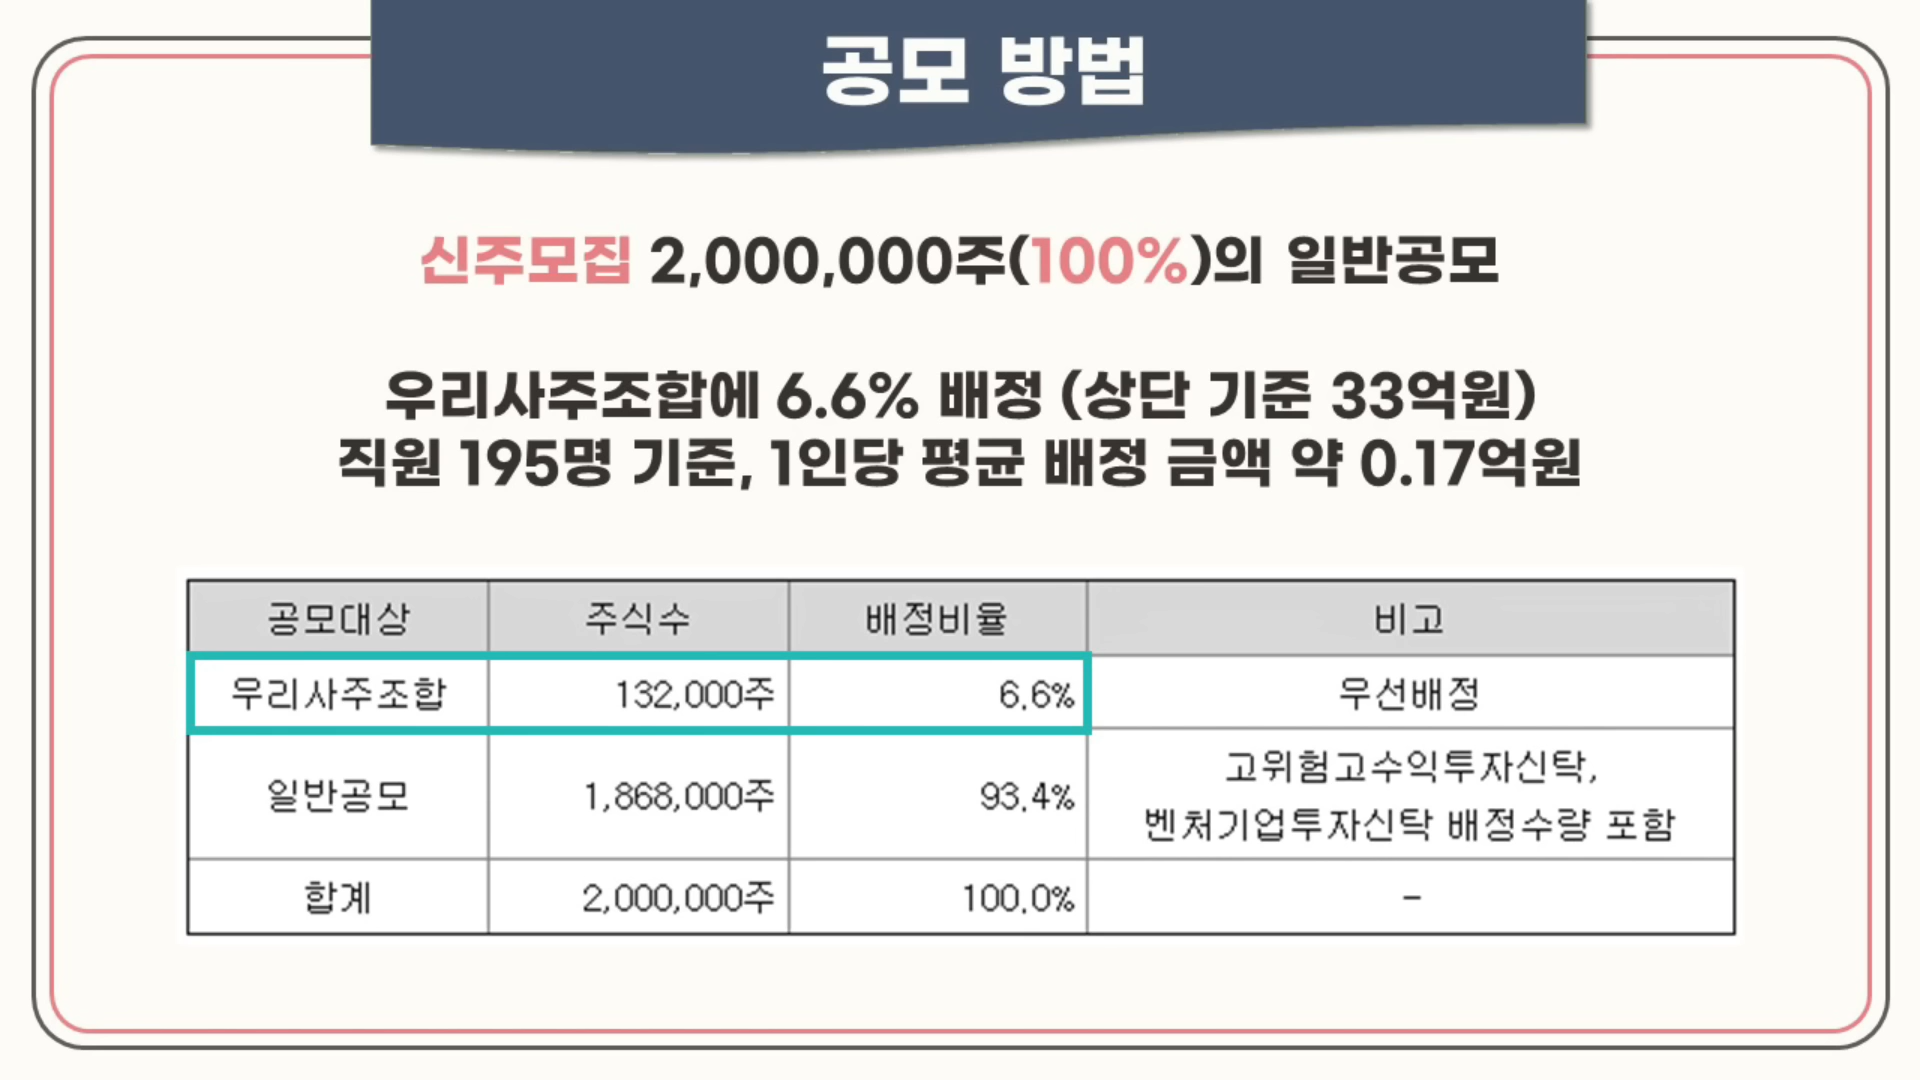 공모 방법
신주모집 2,000,000주(100%)의 일반공모
우리사주조합에 6.6% 배정 (상단 기준 33억원)
직원 195명 기준, 1인당 평균 배정 금액 약 0.17억원
공모대상 주식수 배정비율 비고
우리사주조합 132,000주 6.6% 우선배정
일반공모 1,868,000주 93.4% 고위험고수익투자신탁,
벤처기업투자신탁 배정수량 포함
합계 2,000,000주 100.0% -